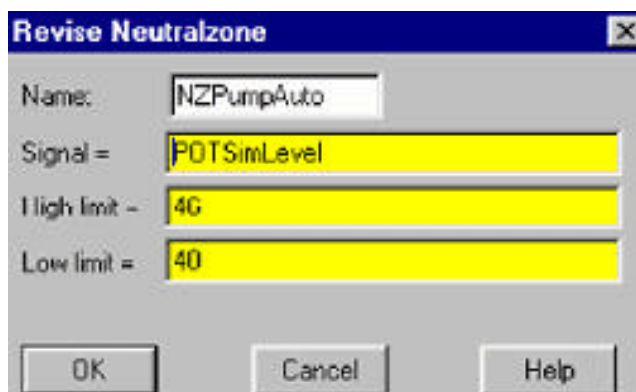 Revise Neutralzone
Name: NZPumpAuto
Signal = POTSimLevel
High limit = 46
Low limit = 40
OK Cancel Help